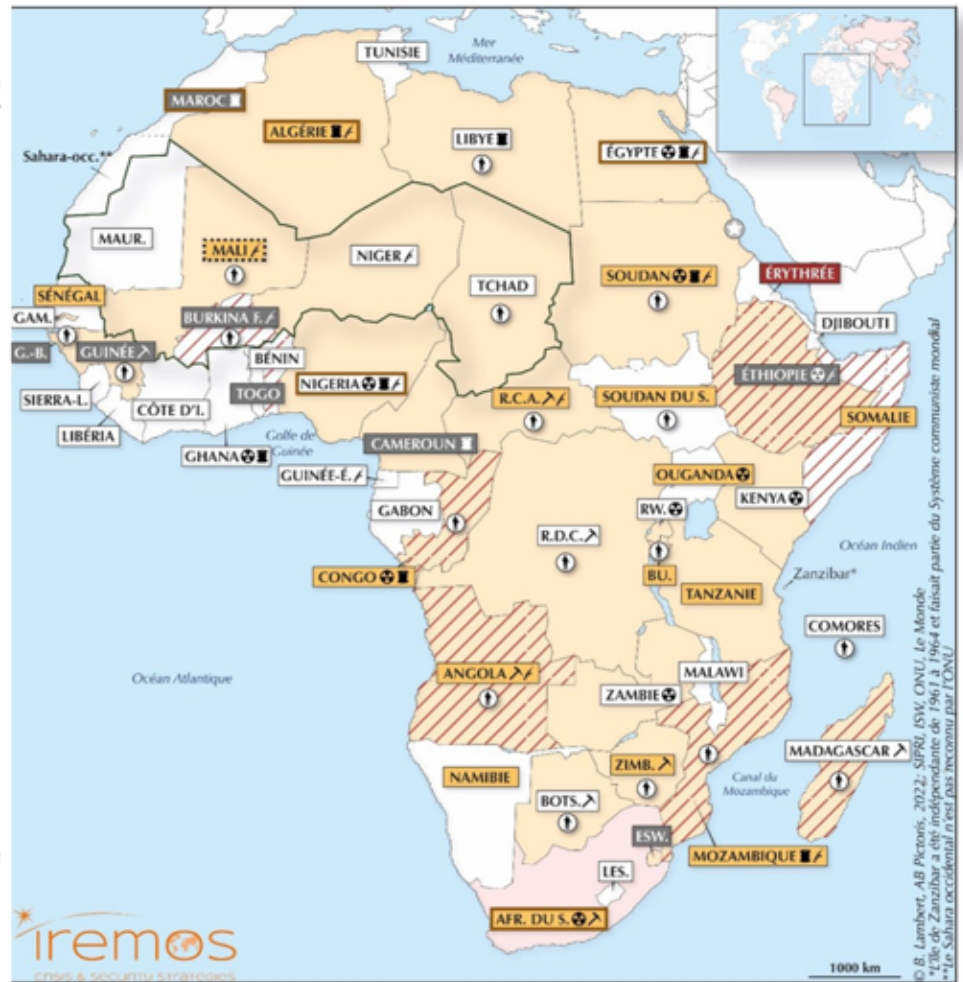 Mer
Méditerranée
TUNISIE
MAROC
ALGÉRIE
LIBYE
ÉGYPTE
Sahara-occ.**
MAUR.
MALI
NIGER
TCHAD
SOUDAN
ÉRYTHRÉE
SÉNÉGAL
GAM.
BURKINA F.
DJIBOUTI
G.-B.
GUINÉE
BÉNIN
NIGERIA
ÉTHIOPIE
SIERRA-L.
CÔTE D'I.
TOGO
R.C.A.
SOUDAN DU S.
SOMALIE
LIBÉRIA
Golfe de
Guinée
CAMEROUN
GHANA
GUINÉE-É.
OUGANDA
KENYA
GABON
RW.
R.D.C.
Océan Indien
CONGO
BU.
TANZANIE
Zanzibar*
COMORES
Océan Atlantique
ANGOLA
MALAWI
ZAMBIE
MADAGASCAR
NAMIBIE
ZIMB.
Canal du
Mozambique
BOTS.
ESW.
LES.
MOZAMBIQUE
AFR. DU S.
iremos
CRISIS & SECURITY STRATEGIES
1000 km
© B. Lambert, AB Pictoris, 2022; SIPRI, ISW, ONU, Le Monde
*L'île de Zanzibar a été indépendante de 1961 à 1964 et faisait partie du Système communiste mondial
**Le Sahara occidental n'est pas reconnu par l'ONU